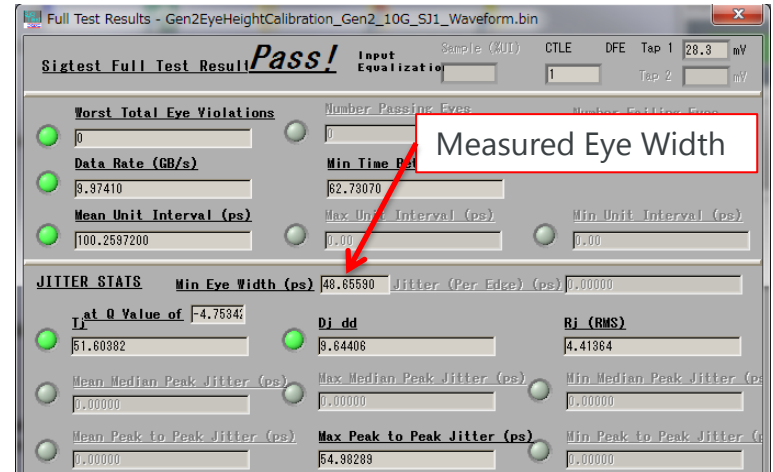 Full Test Results - Gen2EyeHeightCalibration_Gen2_10G_SJ1_Waveform.bin
Sigtest Full Test Result Pass! Input Equalizatio Sample (%UI) CTLE DFE Tap 1 28.3 mV
1 Tap 2 mV
Worst Total Eye Violations Number Passing Eyes Number Failing Eyes
0 0
Measured Eye Width
Data Rate (GB/s) Min Time Bet
9.97410 62.73070
Mean Unit Interval (ps) Max Unit Interval (ps) Min Unit Interval (ps)
100.2597200 0.00 0.00
JITTER STATS Min Eye Width (ps) 48.65590 Jitter (Per Edge) (ps) 0.00000
Tj at Q Value of -4.7534 Dj dd Rj (RMS)
51.60382 9.64406 4.41364
Mean Median Peak Jitter (ps) Max Median Peak Jitter (ps) Min Median Peak Jitter (ps
0.00000 0.00000 0.00000
Mean Peak to Peak Jitter (ps) Max Peak to Peak Jitter (ps) Min Peak to Peak Jitter (p
0.00000 54.98289 0.00000